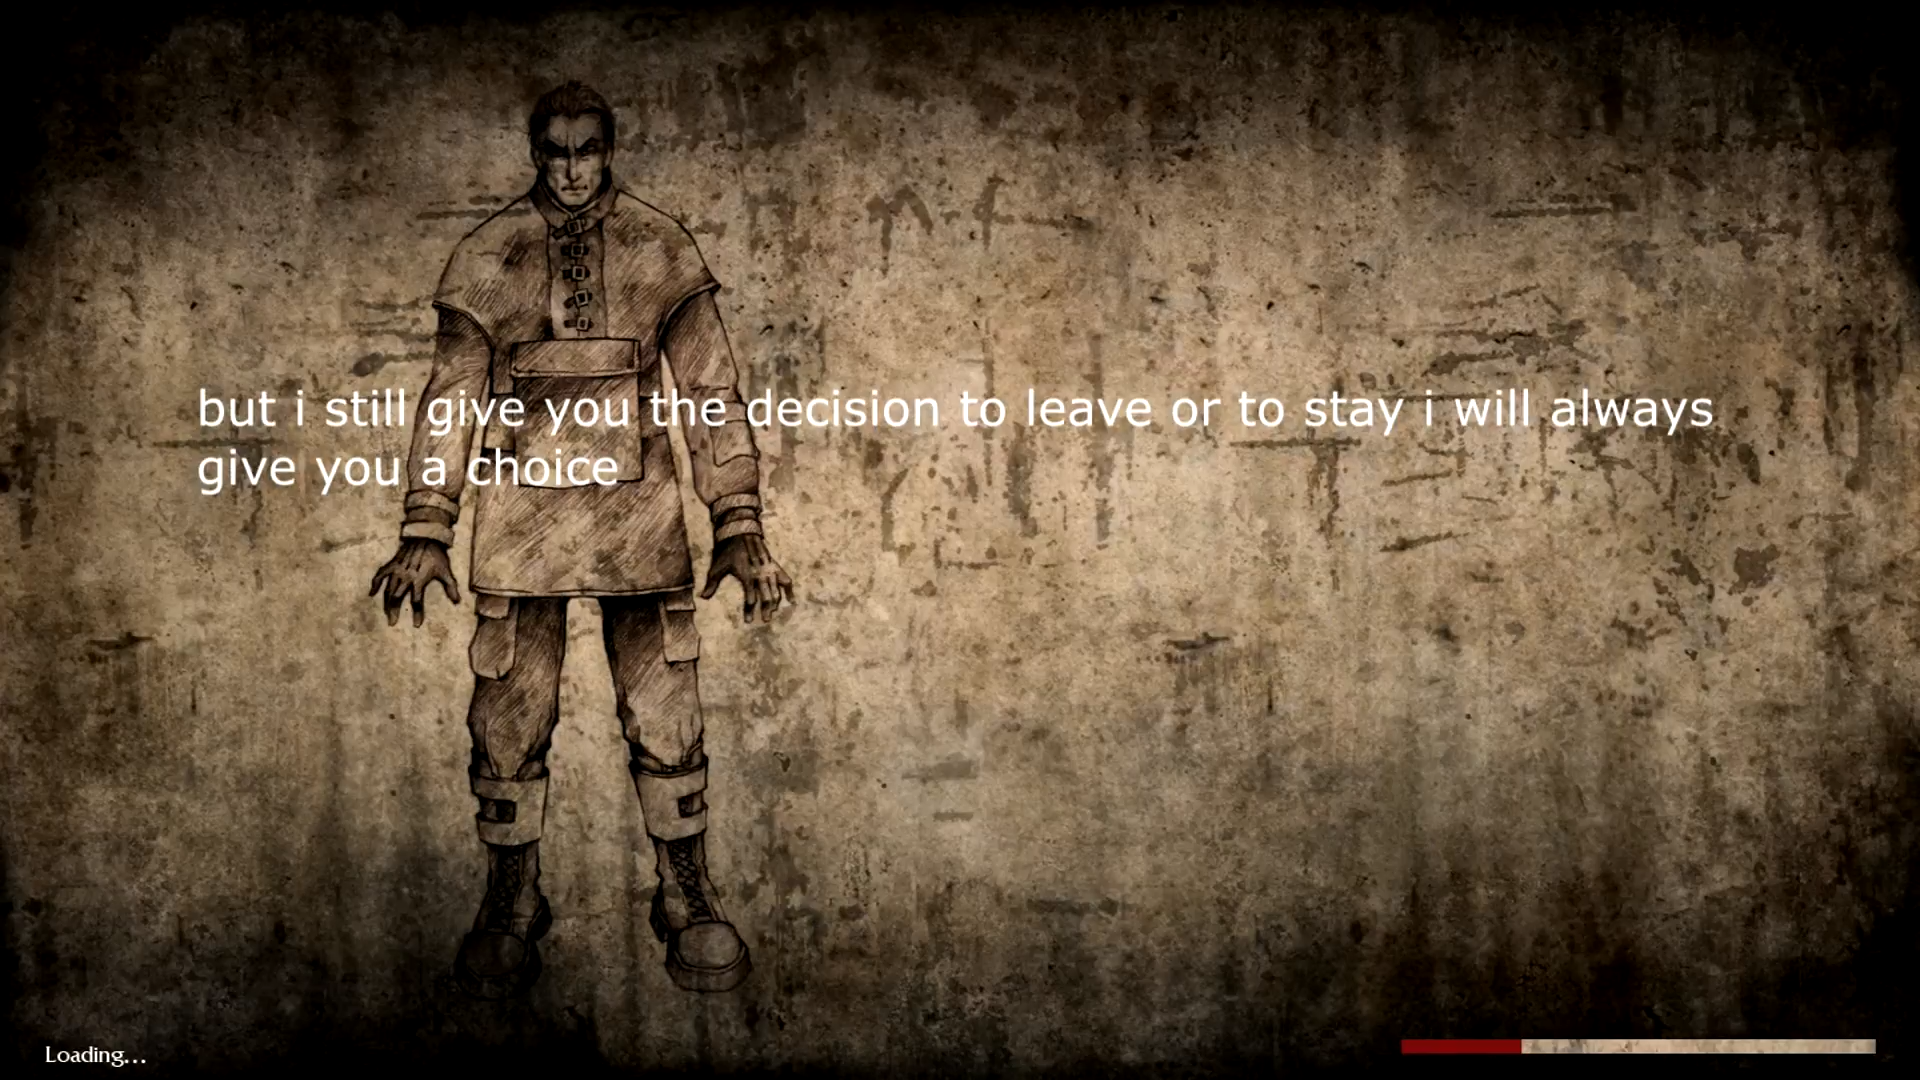 but i still give you the decision to leave or to stay i will always
give you a choice
Loading...